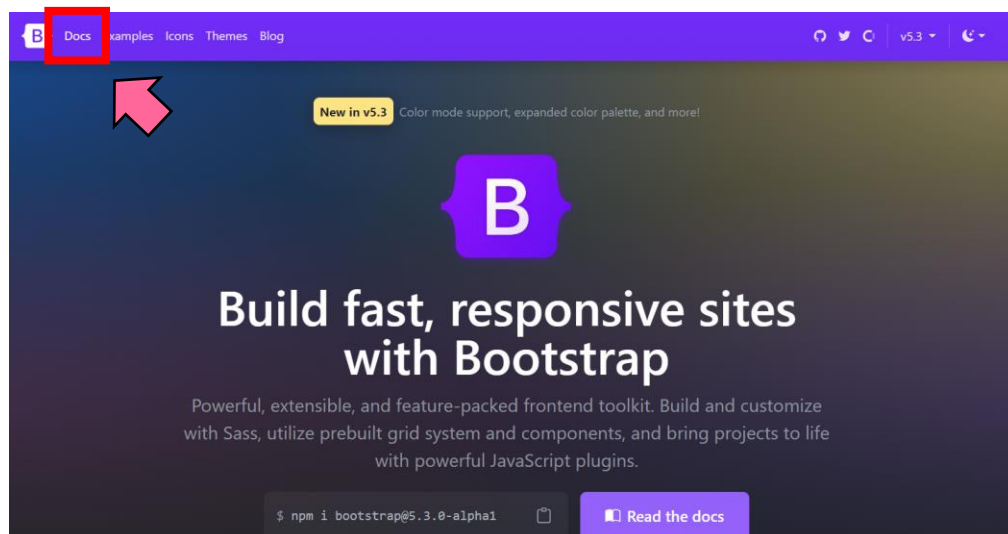 B Docs Examples Icons Themes Blog v5.3
New in v5.3 Color mode support, expanded color palette, and more!
B
Build fast, responsive sites
with Bootstrap
Powerful, extensible, and feature-packed frontend toolkit. Build and customize
with Sass, utilize prebuilt grid system and components, and bring projects to life
with powerful JavaScript plugins.
$ npm i bootstrap@5.3.0-alpha1 Read the docs